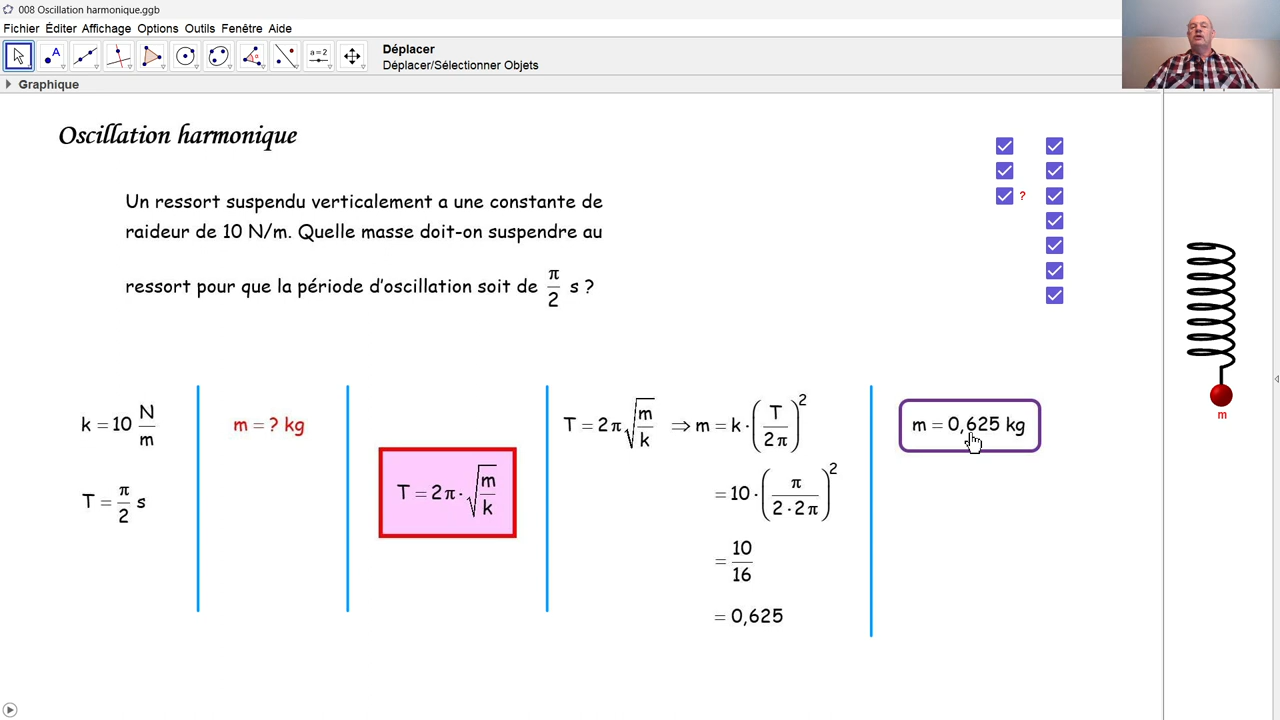 008 Oscillation harmonique.ggb
Fichier Éditer Affichage Options Outils Fenêtre Aide
A
a=2
Déplacer
Déplacer/Sélectionner Objets
Graphique
Oscillation harmonique
?
Un ressort suspendu verticalement a une constante de
raideur de 10 N/m. Quelle masse doit-on suspendre au
ressort pour que la période d'oscillation soit de π/2 s ?
k = 10 N/m
T = π/2 s
m = ? kg
T = 2π · √(m/k)
T = 2π √(m/k) ⇒ m = k · (T/2π)²
= 10 · (π/(2 · 2π))²
= 10/16
= 0,625
m = 0,625 kg
m